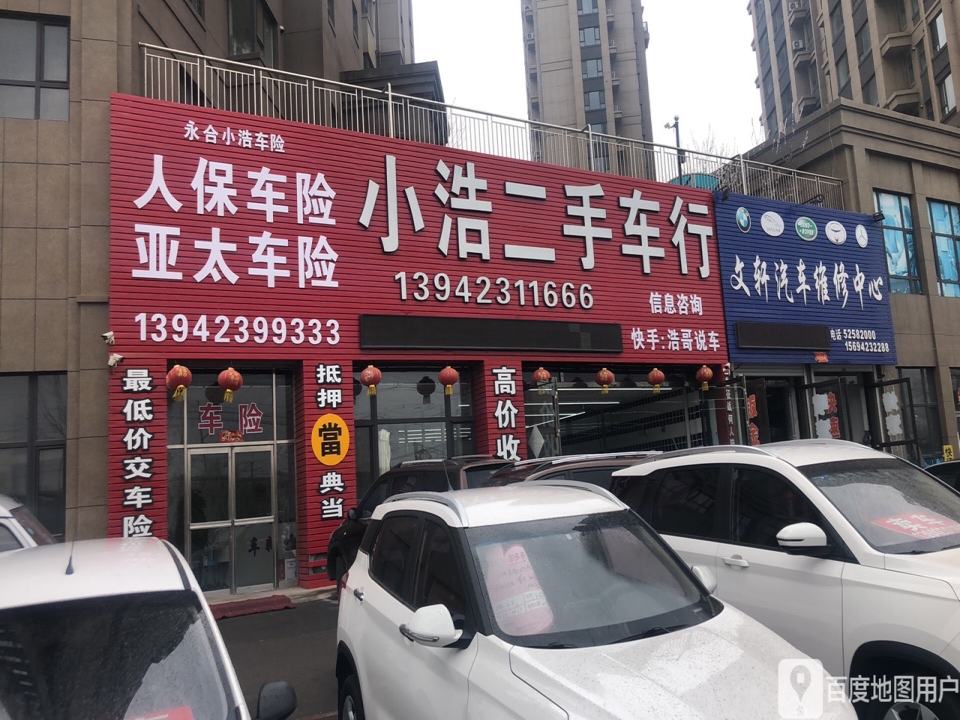 永合小浩车险
人保车险
亚太车险
13942399333
小浩二手车行
13942311666
信息咨询
快手:浩哥说车
文轩汽车维修中心
电话 52582000
15694232288
最低价交车险
车险
抵押
當
典当
高价收
百度地图用户